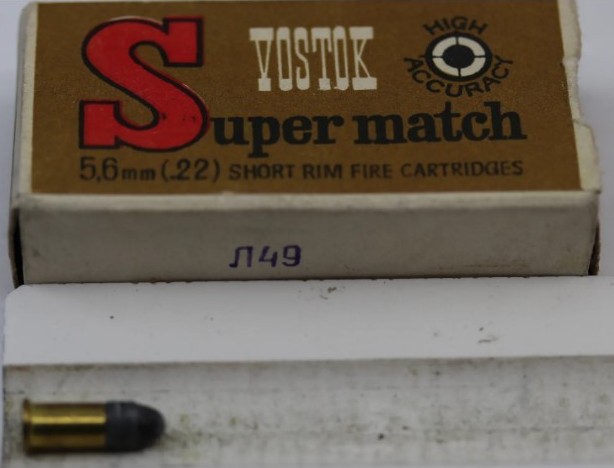 VOSTOK
HIGH
ACCURACY
Super match
5,6mm (.22) SHORT RIM FIRE CARTRIDGES
Л49